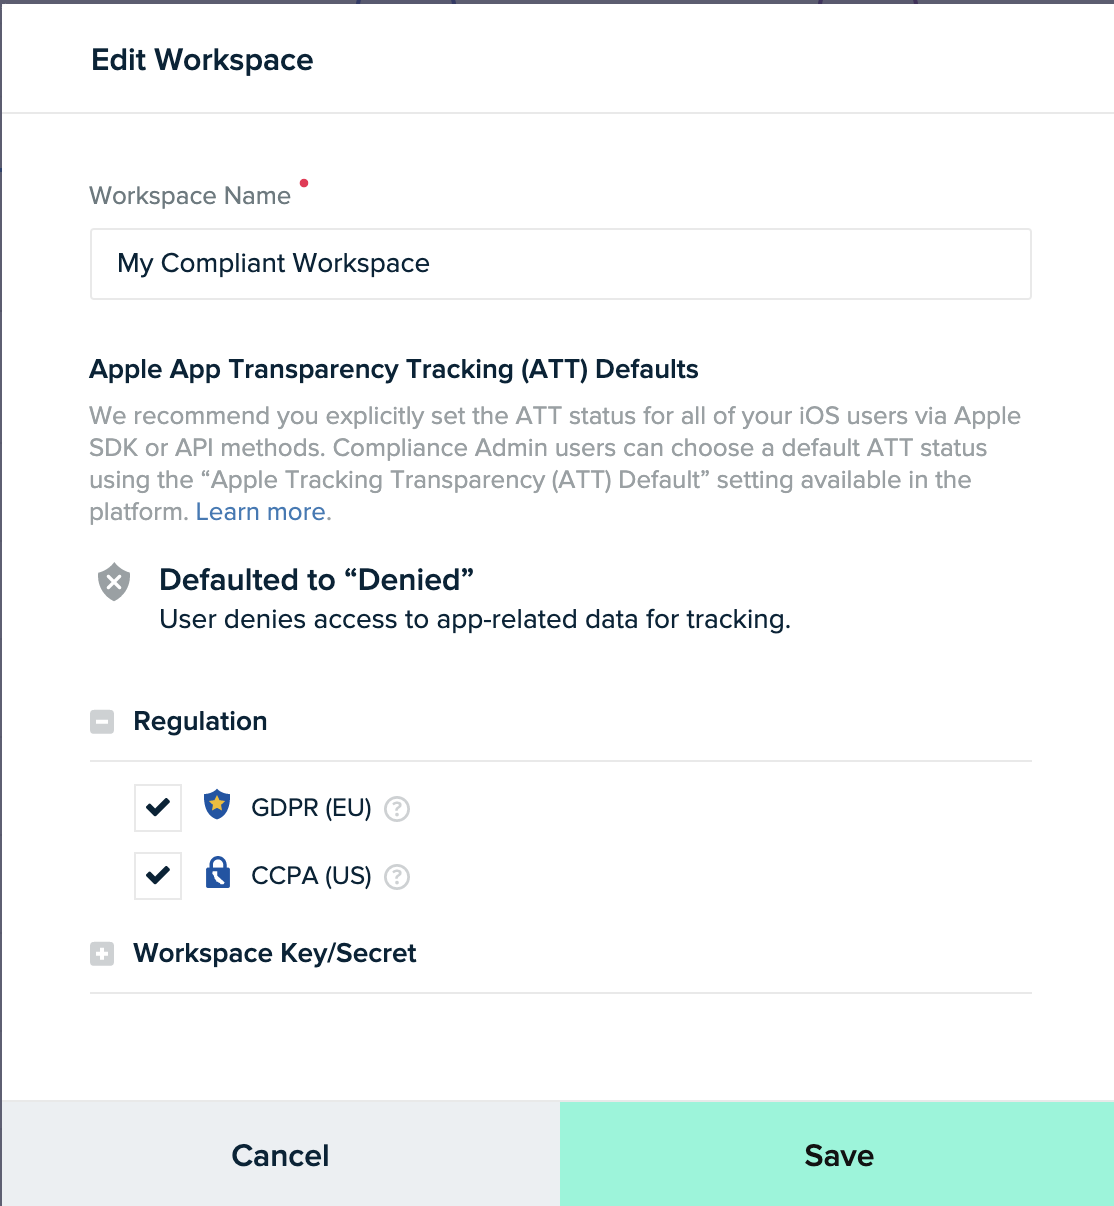 Edit Workspace
Workspace Name
My Compliant Workspace
Apple App Transparency Tracking (ATT) Defaults
We recommend you explicitly set the ATT status for all of your iOS users via Apple
SDK or API methods. Compliance Admin users can choose a default ATT status
using the “Apple Tracking Transparency (ATT) Default” setting available in the
platform. Learn more.
Defaulted to “Denied”
User denies access to app-related data for tracking.
Regulation
GDPR (EU) ?
CCPA (US) ?
Workspace Key/Secret
Cancel Save